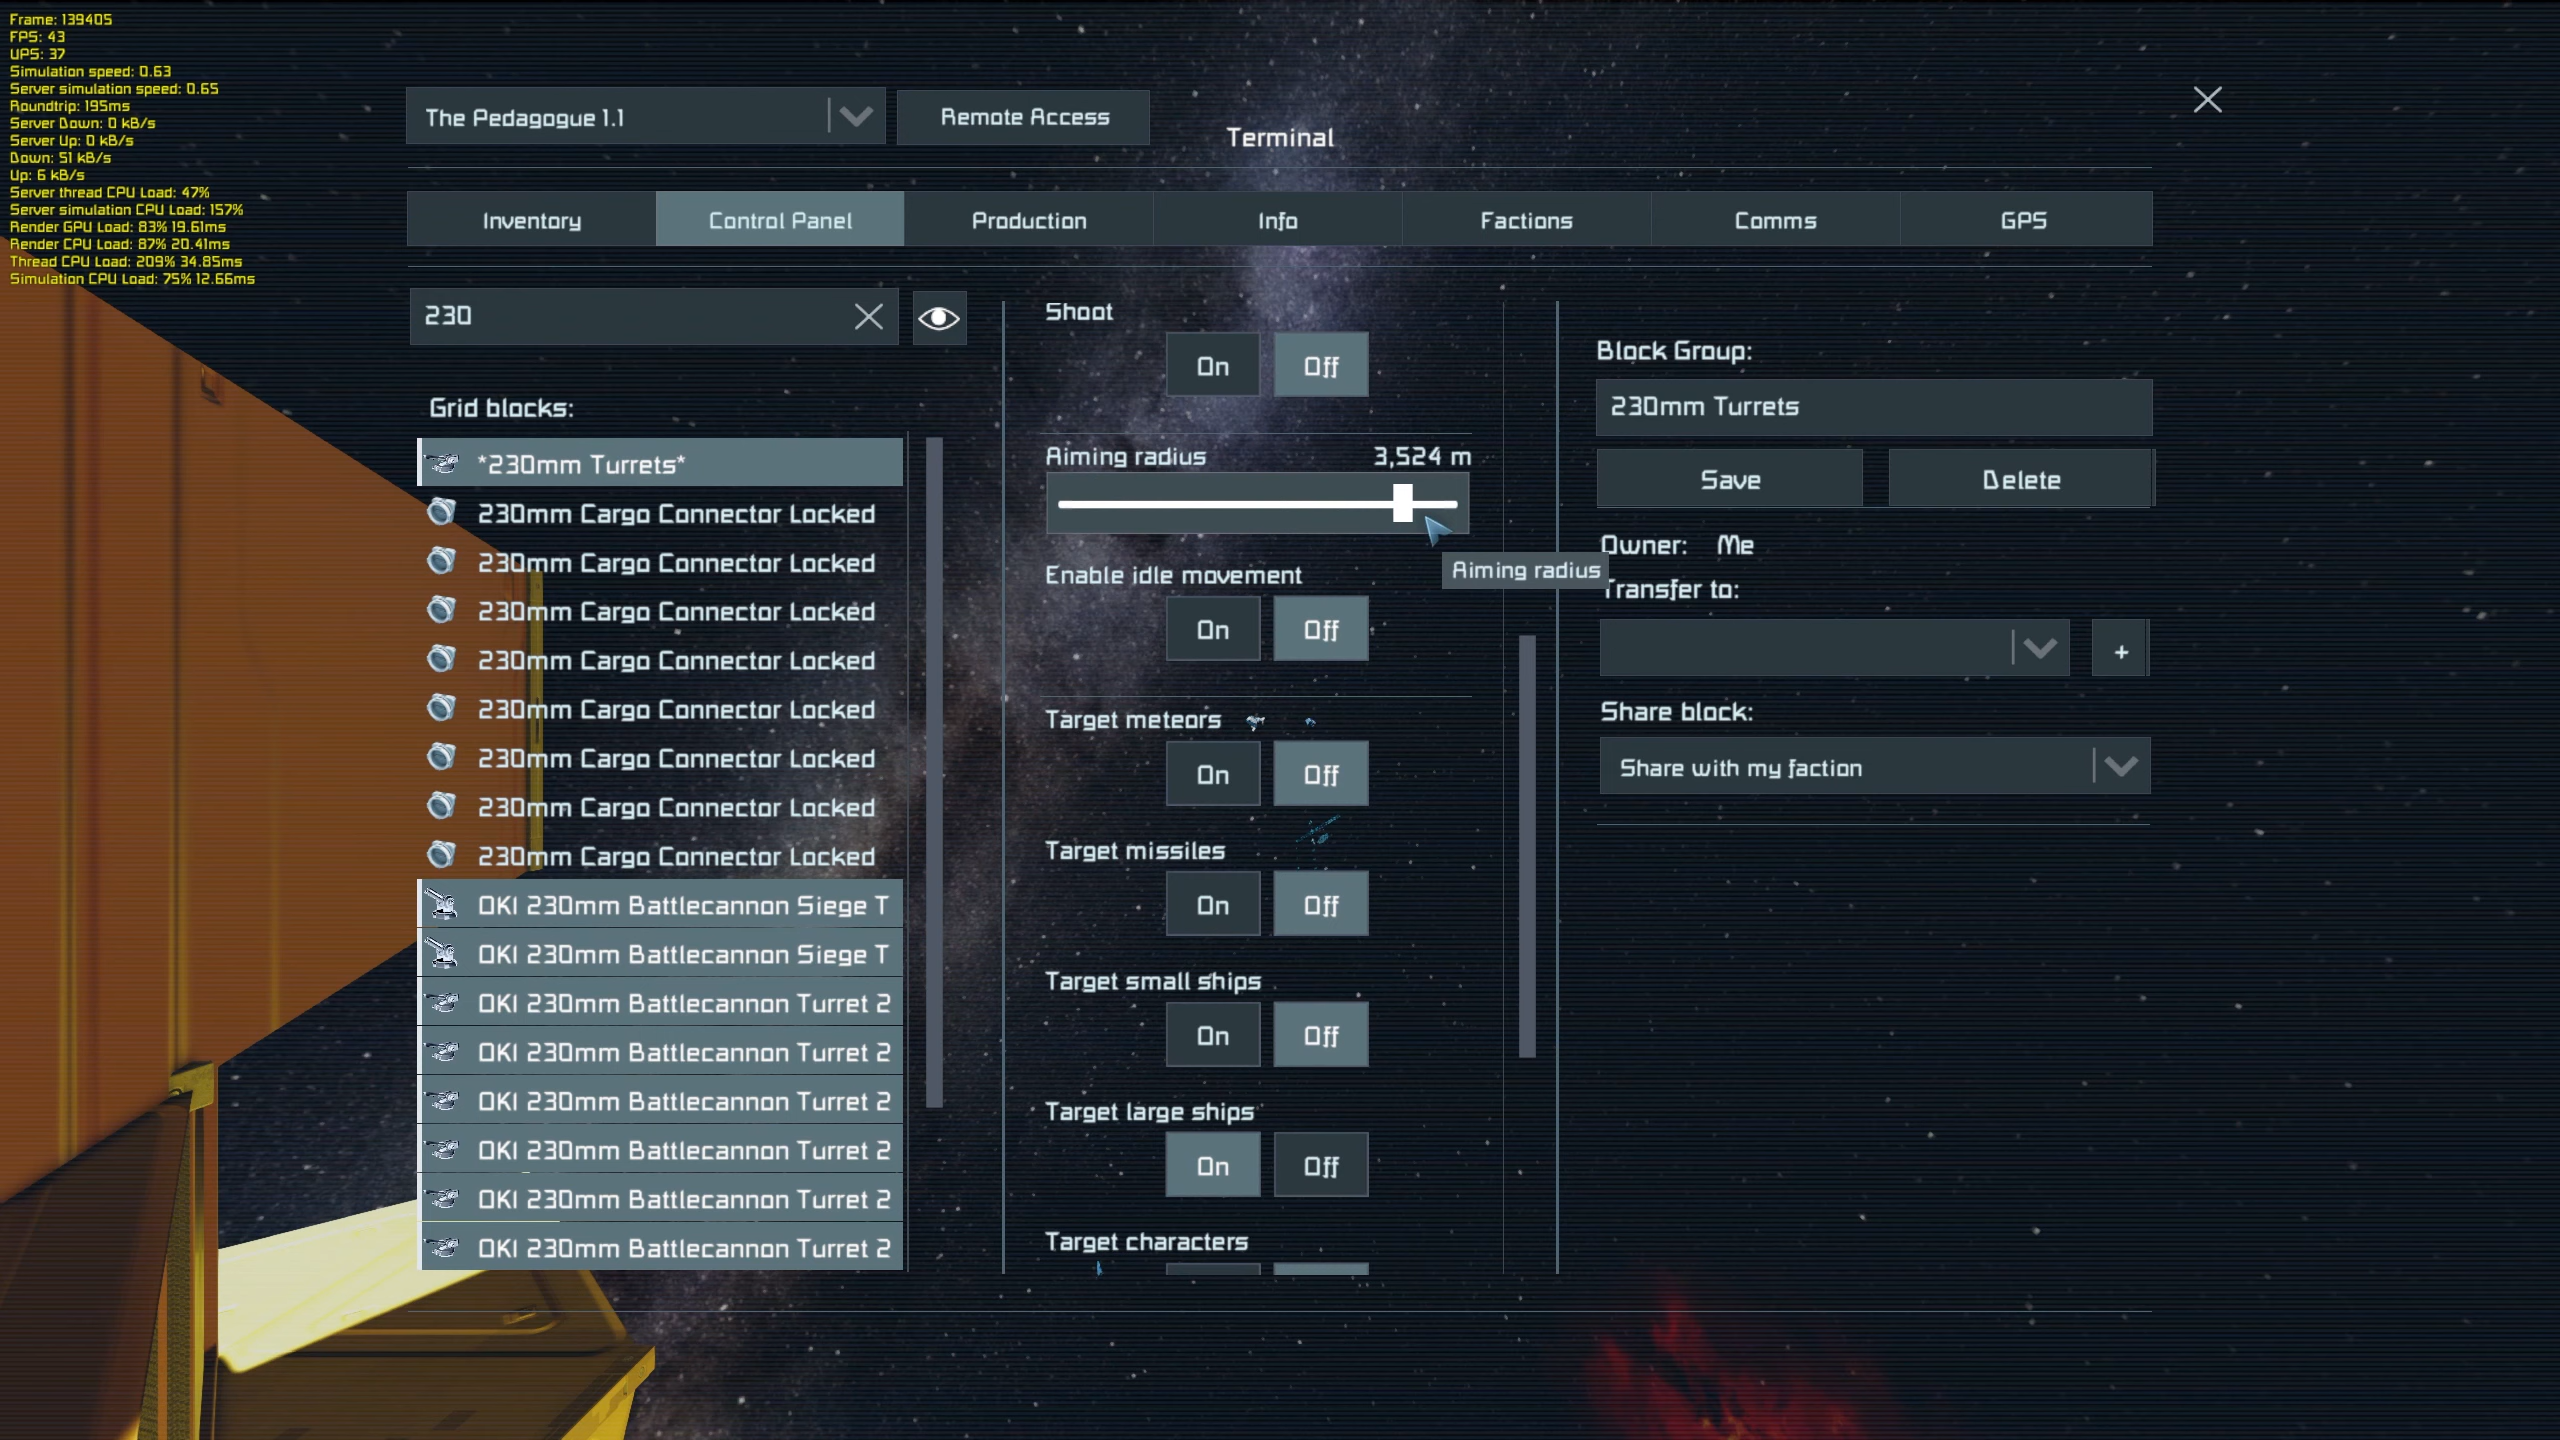 Frame: 139405
FPS: 43
UPS: 37
Simulation speed: 0.63
Server simulation speed: 0.65
Roundtrip: 195ms
Server Down: 0 kB/s
Server Up: 0 kB/s
Down: 51 kB/s
Up: 6 kB/s
Server thread CPU Load: 47%
Server simulation CPU Load: 157%
Render GPU Load: 83% 19.61ms
Render CPU Load: 87% 20.41ms
Thread CPU Load: 209% 34.85ms
Simulation CPU Load: 75% 12.66ms
The Pedagogue 1.1
Remote Access
Terminal
Inventory
Control Panel
Production
Info
Factions
Comms
GPS
230
Grid blocks:
*230mm Turrets*
230mm Cargo Connector Locked
230mm Cargo Connector Locked
230mm Cargo Connector Locked
230mm Cargo Connector Locked
230mm Cargo Connector Locked
230mm Cargo Connector Locked
230mm Cargo Connector Locked
230mm Cargo Connector Locked
OKI 230mm Battlecannon Siege T
OKI 230mm Battlecannon Siege T
OKI 230mm Battlecannon Turret 2
OKI 230mm Battlecannon Turret 2
OKI 230mm Battlecannon Turret 2
OKI 230mm Battlecannon Turret 2
OKI 230mm Battlecannon Turret 2
OKI 230mm Battlecannon Turret 2
Shoot
On Off
Aiming radius 3,524 m
Aiming radius
Enable idle movement
On Off
Target meteors
On Off
Target missiles
On Off
Target small ships
On Off
Target large ships
On Off
Target characters
Block Group:
230mm Turrets
Save
Delete
Owner: Me
Transfer to:
+
Share block:
Share with my faction